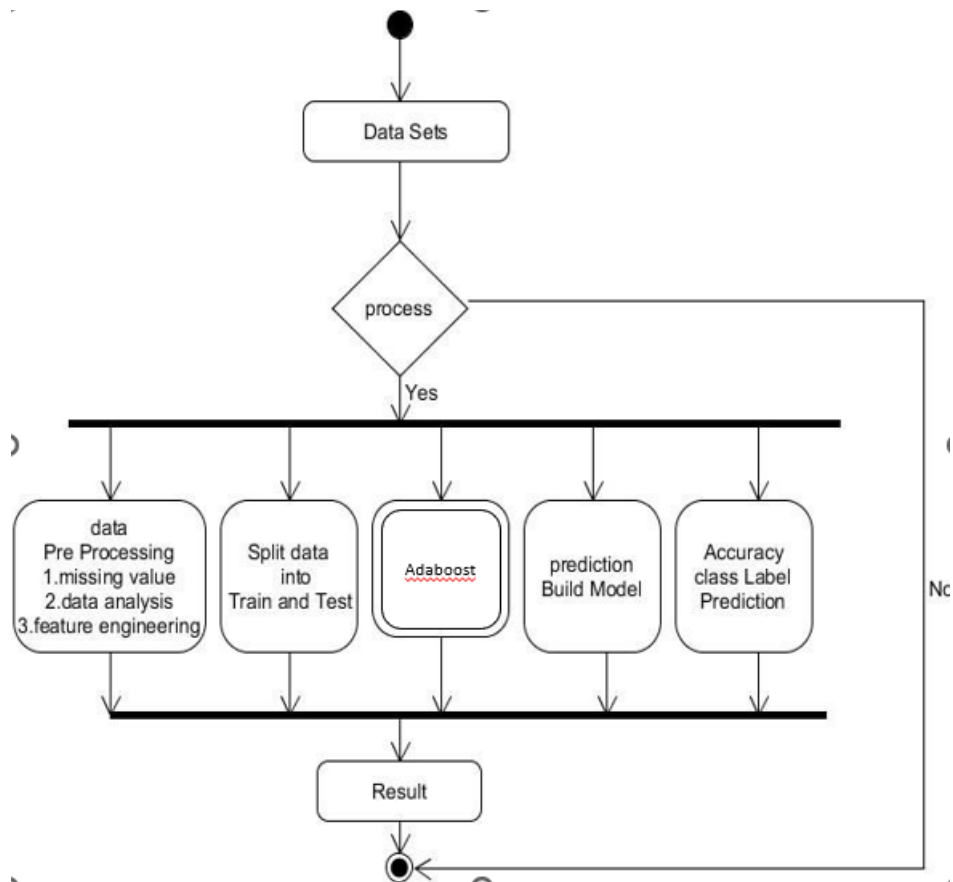 Data Sets
process
Yes
data
Pre Processing
1.missing value
2.data analysis
3.feature engineering
Split data
into
Train and Test
Adaboost
prediction
Build Model
Accuracy
class Label
Prediction
No
Result